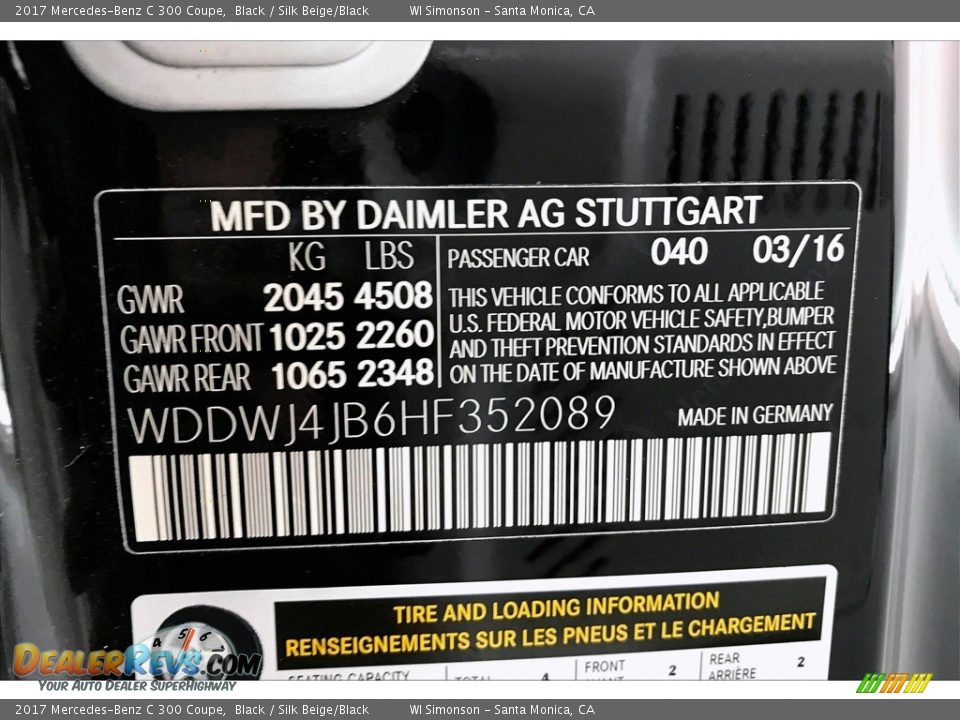 2017 Mercedes-Benz C 300 Coupe, Black / Silk Beige/Black WI Simonson - Santa Monica, CA
MFD BY DAIMLER AG STUTTGART
KG LBS
GVWR 2045 4508
GAWR FRONT 1025 2260
GAWR REAR 1065 2348
PASSENGER CAR 040 03/16
THIS VEHICLE CONFORMS TO ALL APPLICABLE
U.S. FEDERAL MOTOR VEHICLE SAFETY, BUMPER
AND THEFT PREVENTION STANDARDS IN EFFECT
ON THE DATE OF MANUFACTURE SHOWN ABOVE
WDDWJ4JB6HF352089 MADE IN GERMANY
TIRE AND LOADING INFORMATION
RENSEIGNEMENTS SUR LES PNEUS ET LE CHARGEMENT
SEATING CAPACITY TOTAL 4 FRONT 2 REAR 2
ARRIÈRE
4 5 6
DealerRevs.com
Your Auto Dealer SuperHighway
2017 Mercedes-Benz C 300 Coupe, Black / Silk Beige/Black WI Simonson - Santa Monica, CA